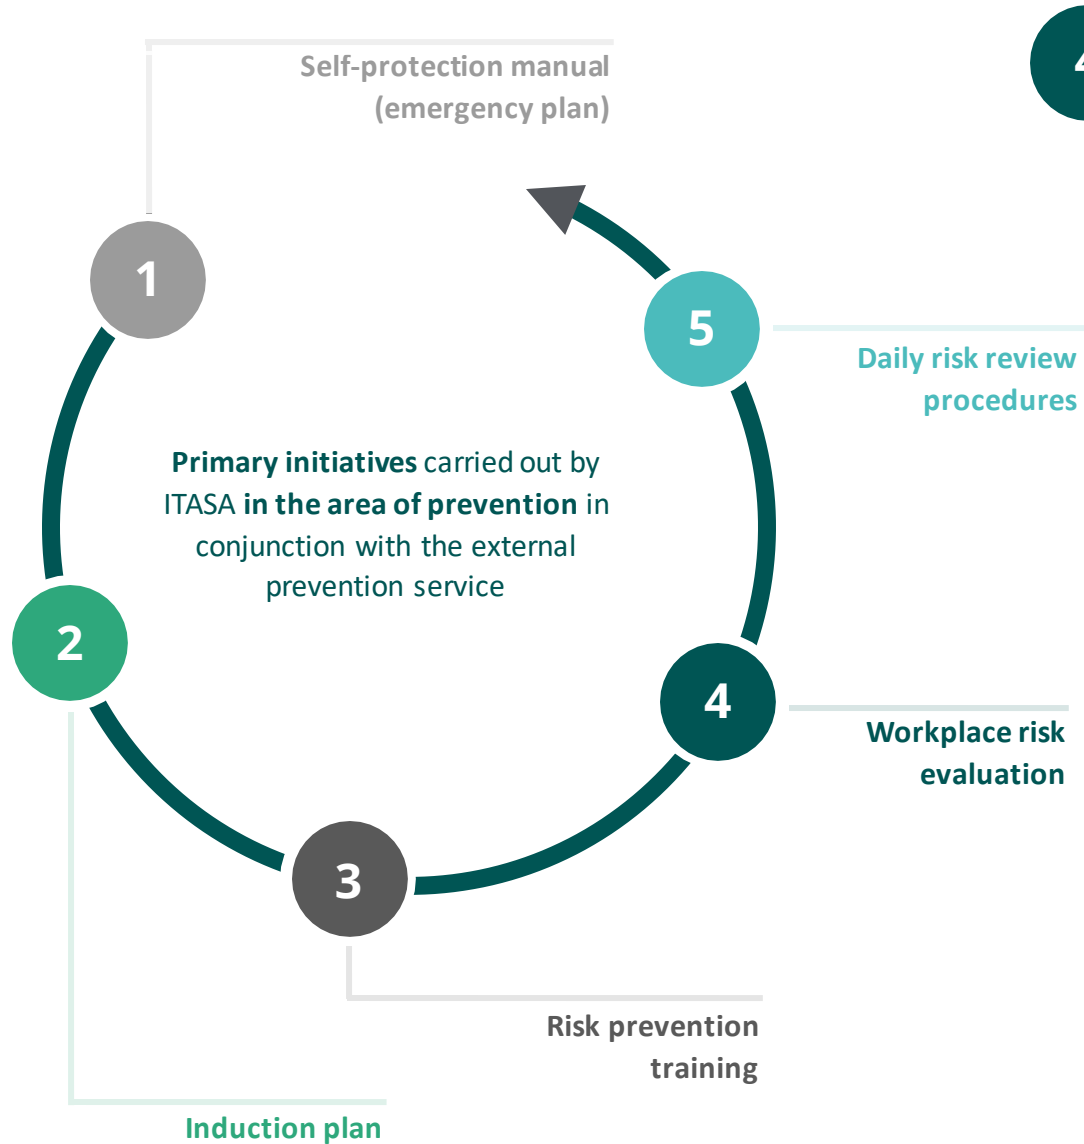 Self-protection manual
(emergency plan)
1
5
Daily risk review
procedures
Primary initiatives carried out by
ITASA in the area of prevention in
conjunction with the external
prevention service
2
4
Workplace risk
evaluation
3
Risk prevention
training
Induction plan